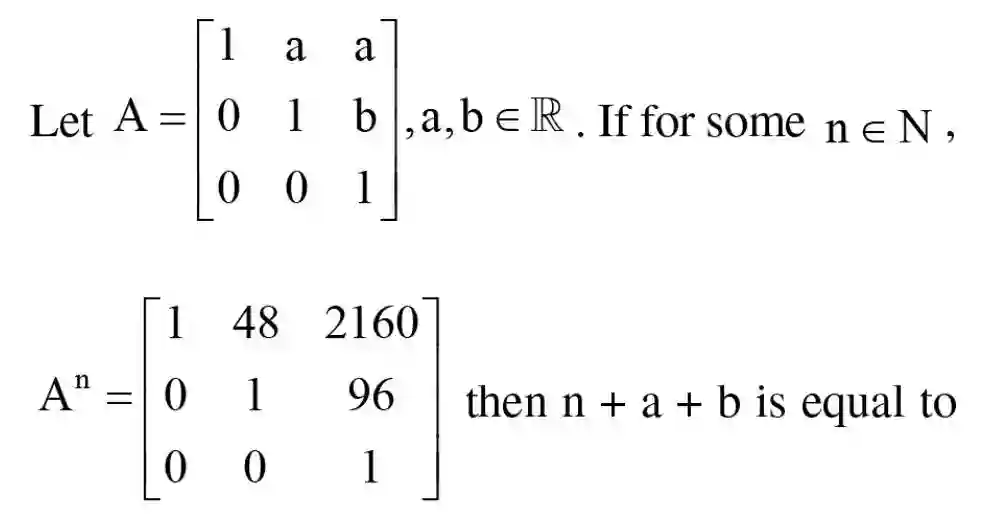 1 a a
Let A = 0 1 b , a, b ∈ ℝ . If for some n ∈ N ,
0 0 1
1 48 2160
Aⁿ = 0 1 96 then n + a + b is equal to
0 0 1